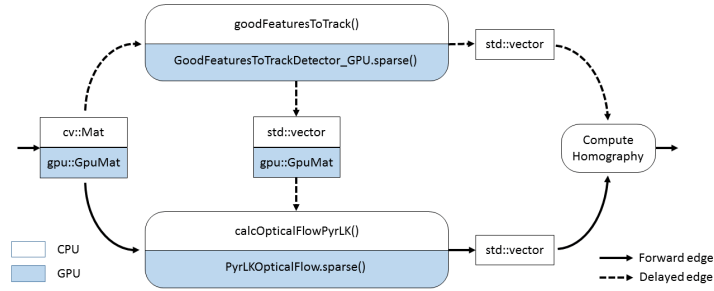 goodFeaturesToTrack()
GoodFeaturesToTrackDetector_GPU.sparse()
std::vector
cv::Mat
gpu::GpuMat
std::vector
gpu::GpuMat
Compute
Homography
calcOpticalFlowPyrLK()
PyrLKOpticalFlow.sparse()
std::vector
CPU
GPU
Forward edge
Delayed edge